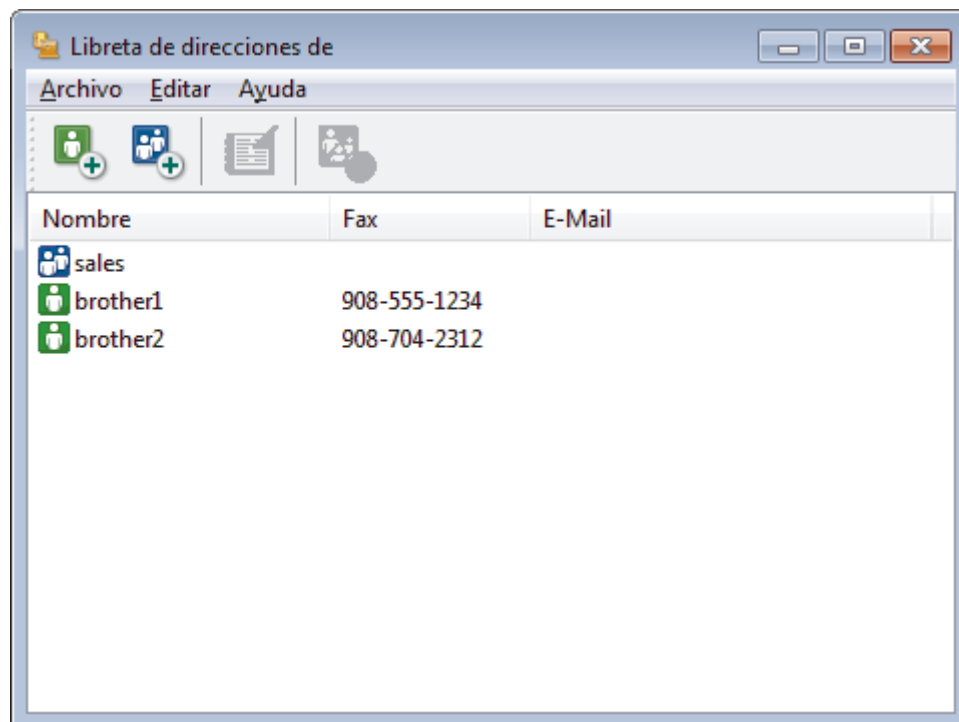 Libreta de direcciones de
Archivo Editar Ayuda
Nombre Fax E-Mail
sales
brother1 908-555-1234
brother2 908-704-2312